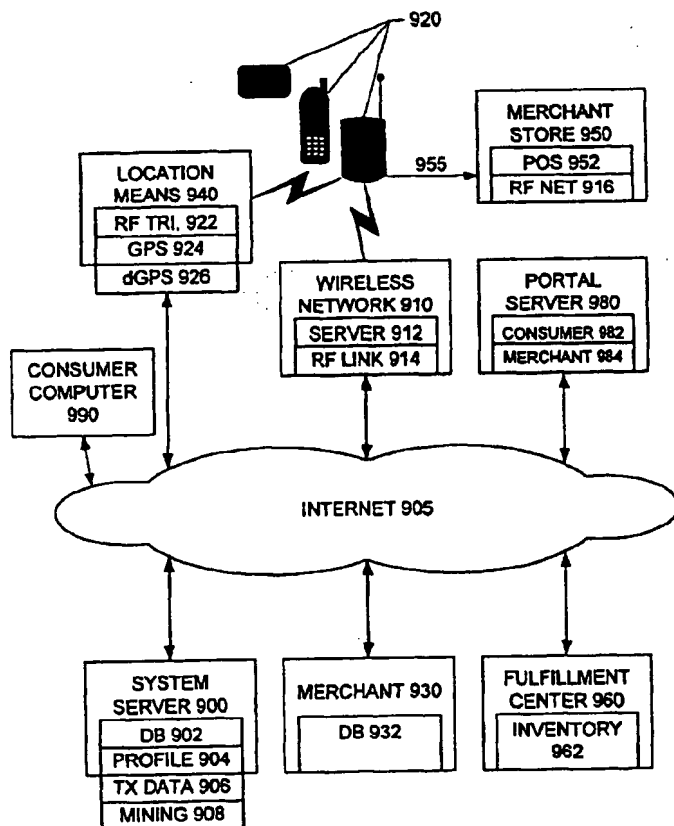 920
MERCHANT
STORE 950
POS 952
RF NET 916
955
LOCATION
MEANS 940
RF TRI. 922
GPS 924
dGPS 926
WIRELESS
NETWORK 910
SERVER 912
RF LINK 914
PORTAL
SERVER 980
CONSUMER 982
MERCHANT 984
CONSUMER
COMPUTER
990
INTERNET 905
SYSTEM
SERVER 900
DB 902
PROFILE 904
TX DATA 906
MINING 908
MERCHANT 930
DB 932
FULFILLMENT
CENTER 960
INVENTORY
962